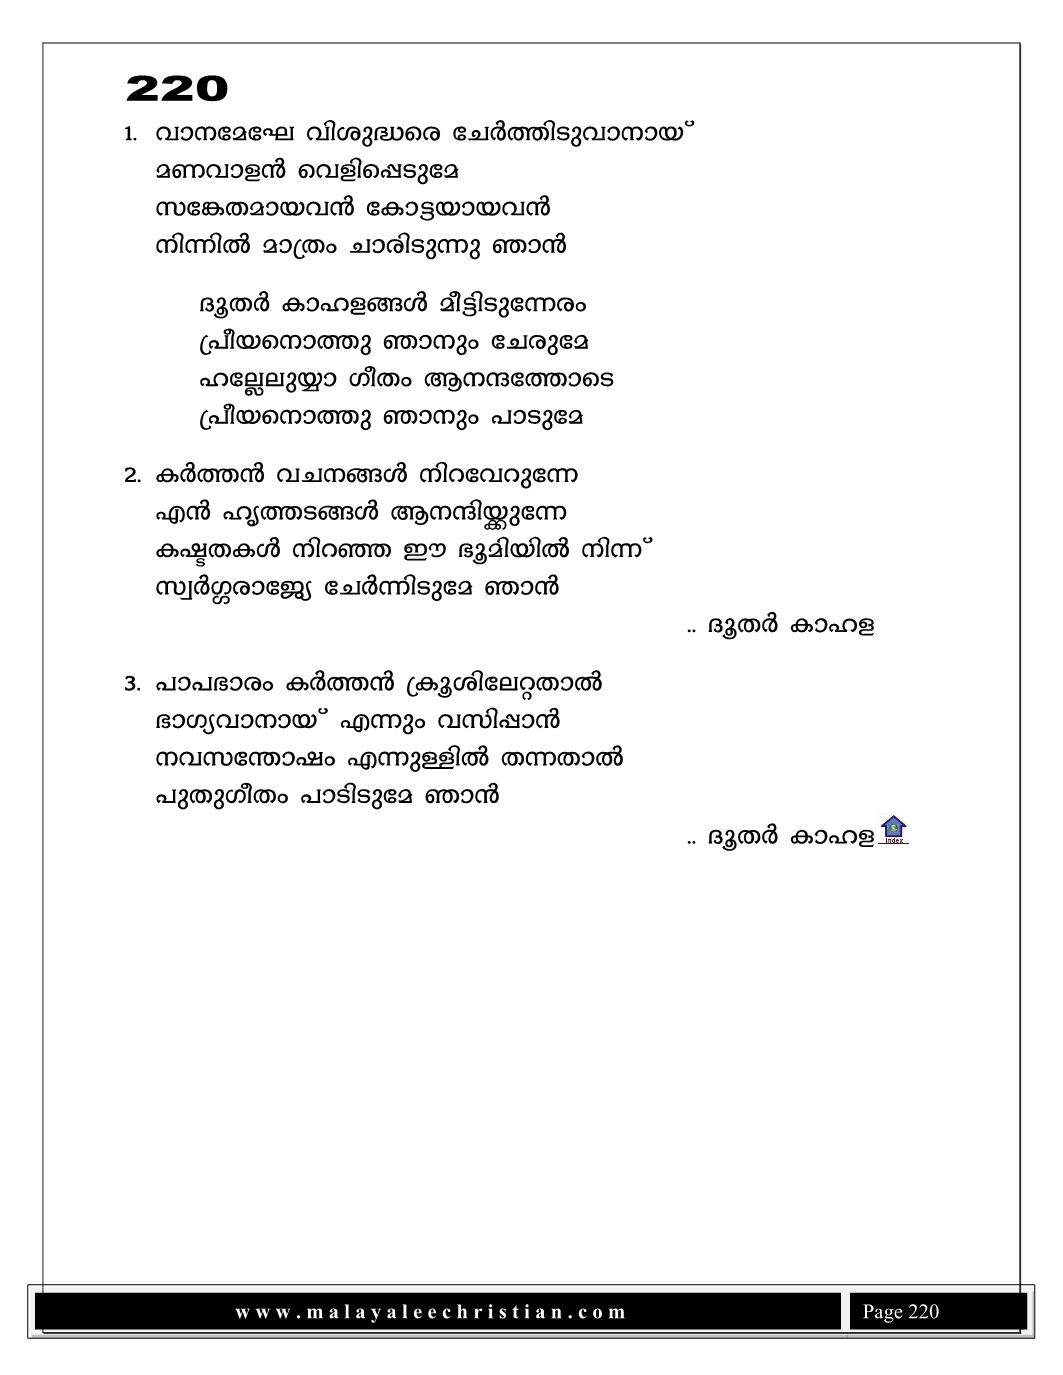 220
1. വാനമേഘേ വിശുദ്ധരെ ചേർത്തിടുവാനായ്
മണവാളൻ വെളിപ്പെടുമേ
സങ്കേതമായവൻ കോട്ടയായവൻ
നിന്നിൽ മാത്രം ചാരിടുന്നു ഞാൻ
ദൂതർ കാഹളങ്ങൾ മീട്ടിടുന്നേരം
പ്രീയനൊത്തു ഞാനും ചേരുമേ
ഹല്ലേലുയ്യാ ഗീതം ആനന്ദത്തോടെ
പ്രീയനൊത്തു ഞാനും പാടുമേ
2. കർത്തൻ വചനങ്ങൾ നിറവേറുന്നേ
എൻ ഹൃത്തടങ്ങൾ ആനന്ദിയ്ക്കുന്നേ
കഷ്ടതകൾ നിറഞ്ഞ ഈ ഭൂമിയിൽ നിന്ന്
സ്വർഗ്ഗരാജ്യേ ചേർന്നിടുമേ ഞാൻ
.. ദൂതർ കാഹള
3. പാപഭാരം കർത്തൻ ക്രൂശിലേറ്റതാൽ
ഭാഗ്യവാനായ് എന്നും വസിപ്പാൻ
നവസന്തോഷം എന്നുള്ളിൽ തന്നതാൽ
പുതുഗീതം പാടിടുമേ ഞാൻ
.. ദൂതർ കാഹള
Index
www.malayaleechristian.com
Page 220